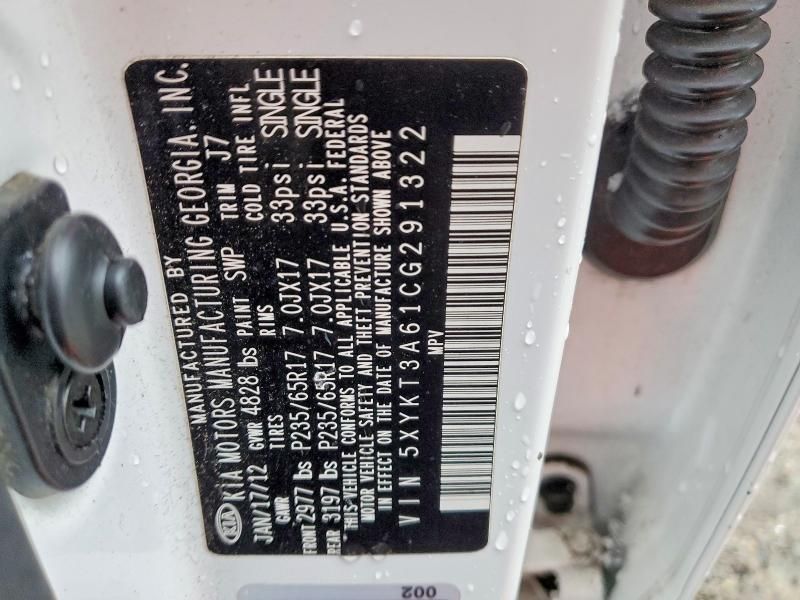 MANUFACTURED BY
KIA KIA MOTORS MANUFACTURING GEORGIA, INC.
JAN/17/12 GVWR 4828 lbs PAINT SWP TRIM J7
GAWR TIRES RIMS COLD TIRE INFL
FRONT 2977 lbs P235/65R17 7.0JX17 33psi SINGLE
REAR 3197 lbs P235/65R17 7.0JX17 33psi SINGLE
THIS VEHICLE CONFORMS TO ALL APPLICABLE U.S.A. FEDERAL
MOTOR VEHICLE SAFETY AND THEFT PREVENTION STANDARDS
IN EFFECT ON THE DATE OF MANUFACTURE SHOWN ABOVE
VIN 5XYKT3A61CG291322
MPV
002